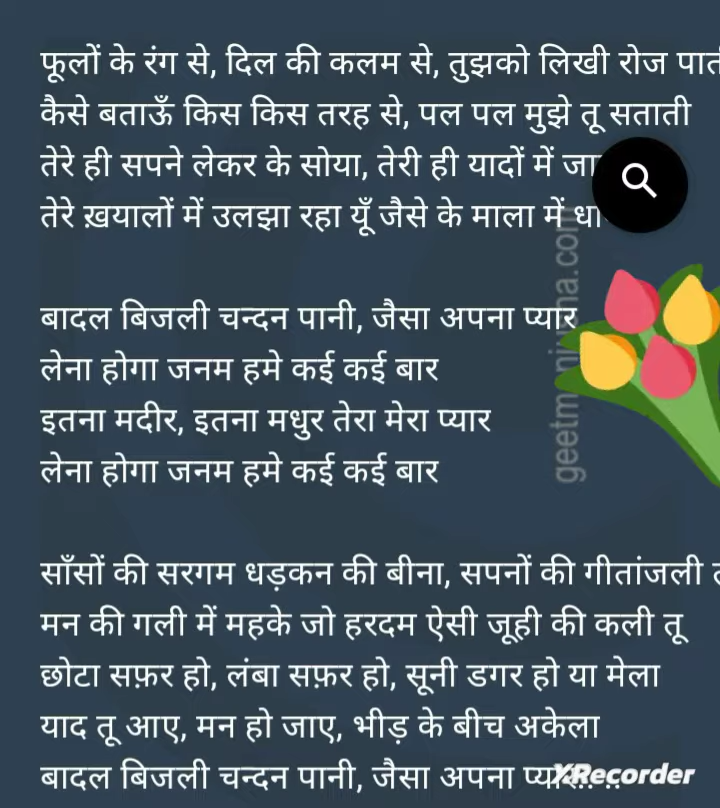 फूलों के रंग से, दिल की कलम से, तुझको लिखी रोज
कैसे बताऊँ किस किस तरह से, पल पल मुझे तू सताती
तेरे ही सपने लेकर के सोया, तेरी ही यादों में
तेरे ख़यालों में उलझा रहा यूँ जैसे के माला में
बादल बिजली चन्दन पानी, जैसा अपना प्यार
लेना होगा जनम हमे कई कई बार
इतना मदीर, इतना मधुर तेरा मेरा प्यार
लेना होगा जनम हमे कई कई बार
साँसों की सरगम धड़कन की बीना, सपनों की गीतांजली
मन की गली में महके जो हरदम ऐसी जूही की कली तू
छोटा सफ़र हो, लंबा सफ़र हो, सूनी डगर हो या मेला
याद तू आए, मन हो जाए, भीड़ के बीच अकेला
बादल बिजली चन्दन पानी, जैसा अपना
XRecorder